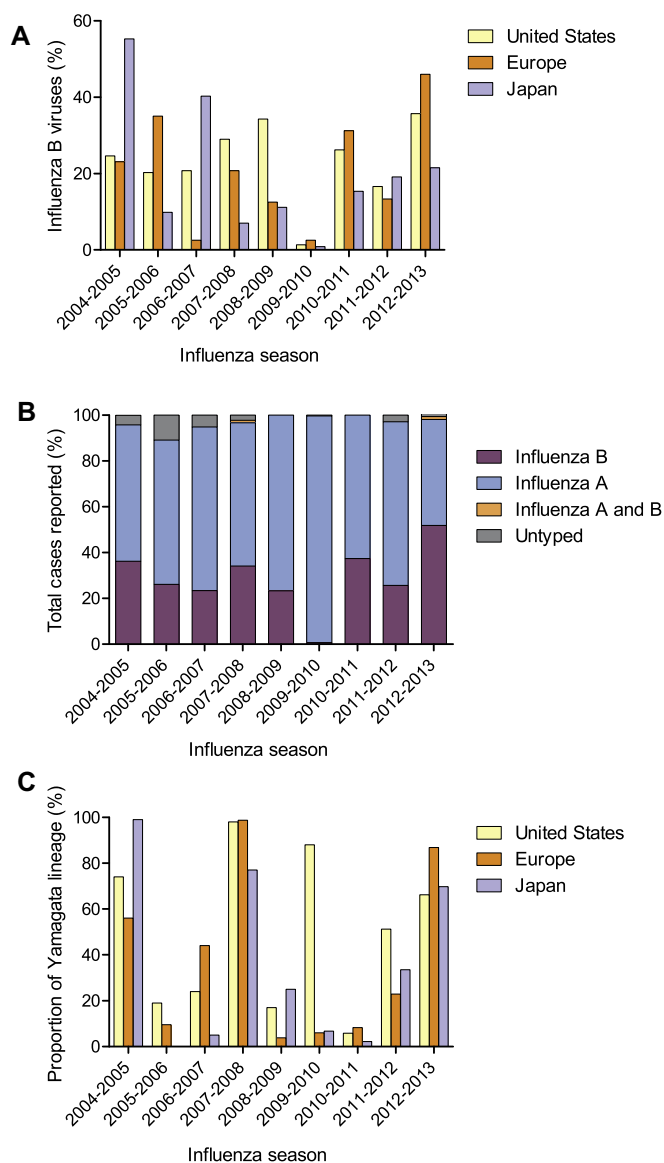 A
Influenza B viruses (%)
60
40
20
0
United States
Europe
Japan
2004-2005
2005-2006
2006-2007
2007-2008
2008-2009
2009-2010
2010-2011
2011-2012
2012-2013
Influenza season
B
Total cases reported (%)
100
80
60
40
20
0
Influenza B
Influenza A
Influenza A and B
Untyped
2004-2005
2005-2006
2006-2007
2007-2008
2008-2009
2009-2010
2010-2011
2011-2012
2012-2013
Influenza season
C
Proportion of Yamagata lineage (%)
100
80
60
40
20
0
United States
Europe
Japan
2004-2005
2005-2006
2006-2007
2007-2008
2008-2009
2009-2010
2010-2011
2011-2012
2012-2013
Influenza season